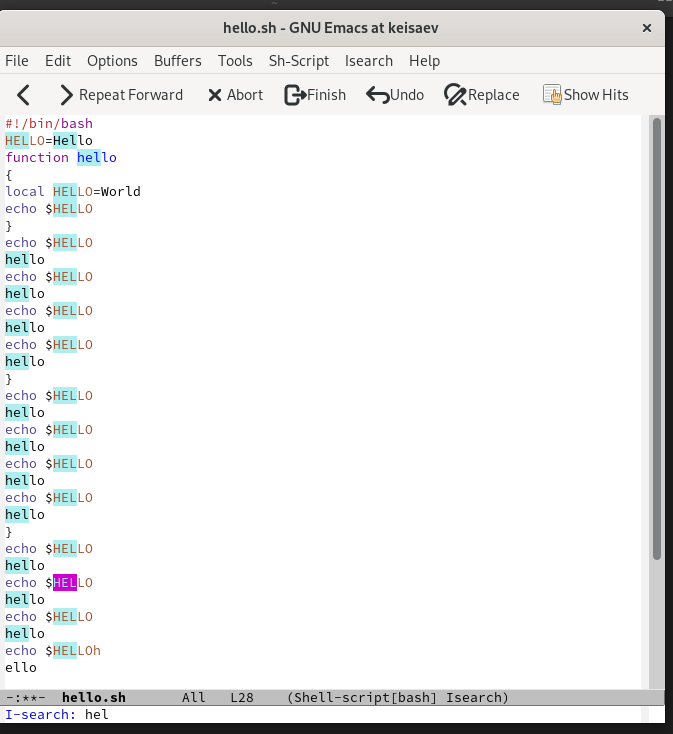 hello.sh - GNU Emacs at keisaev ×
File Edit Options Buffers Tools Sh-Script Isearch Help
Repeat Forward Abort Finish Undo Replace Show Hits
#!/bin/bash
HELLO=Hello
function hello
{
local HELLO=World
echo $HELLO
}
echo $HELLO
hello
echo $HELLO
hello
echo $HELLO
hello
echo $HELLO
hello
}
echo $HELLO
hello
echo $HELLO
hello
echo $HELLO
hello
echo $HELLO
hello
}
echo $HELLO
hello
echo $HELLO
hello
echo $HELLO
hello
echo $HELLOh
ello
-:**- hello.sh All L28 (Shell-script[bash] Isearch)
I-search: hel